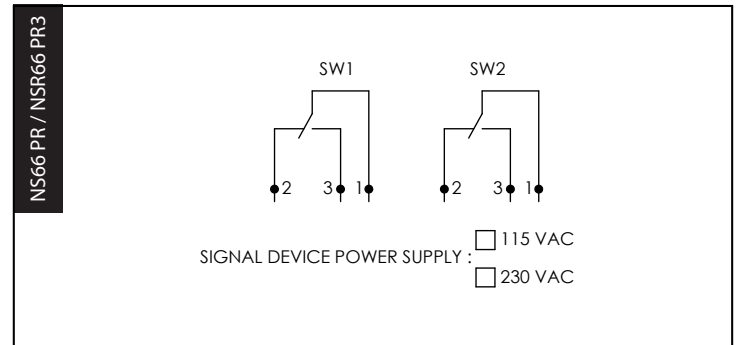 NS66 PR / NSR66 PR3
SW1 SW2
2 3 1 2 3 1
SIGNAL DEVICE POWER SUPPLY :
115 VAC
230 VAC